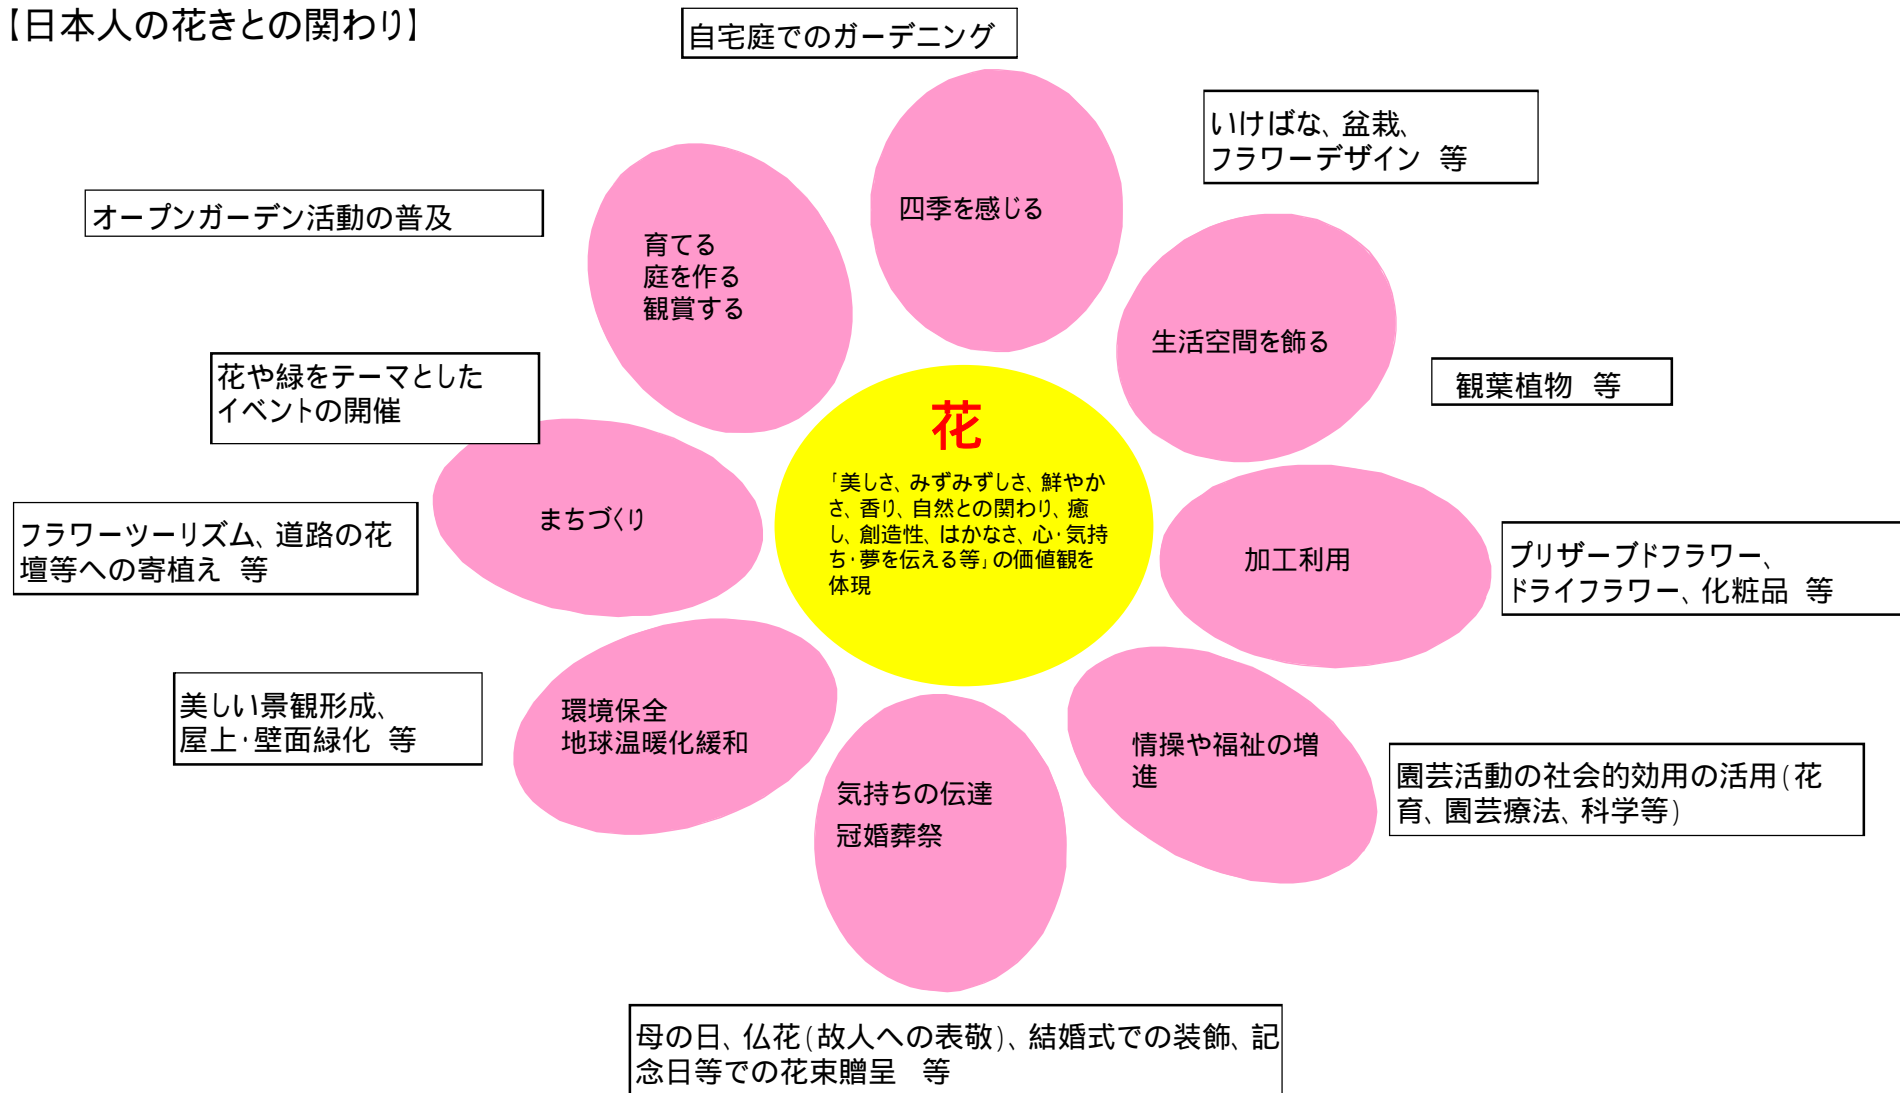 【日本人の花きとの関わり】
自宅庭でのガーデニング
いけばな、盆栽、
フラワーデザイン 等
オープンガーデン活動の普及
四季を感じる
育てる
庭を作る
観賞する
生活空間を飾る
花や緑をテーマとした
イベントの開催
観葉植物 等
花
「美しさ、みずみずしさ、鮮やか
さ、香り、自然との関わり、癒
し、創造性、はかなさ、心・気持
ち・夢を伝える等」の価値観を
体現
まちづくり
フラワーツーリズム、道路の花
壇等への寄植え 等
加工利用
プリザーブドフラワー、
ドライフラワー、化粧品 等
美しい景観形成、
屋上・壁面緑化 等
環境保全
地球温暖化緩和
気持ちの伝達
冠婚葬祭
情操や福祉の増
進
園芸活動の社会的効用の活用(花
育、園芸療法、科学等)
母の日、仏花(故人への表敬)、結婚式での装飾、記
念日等での花束贈呈 等